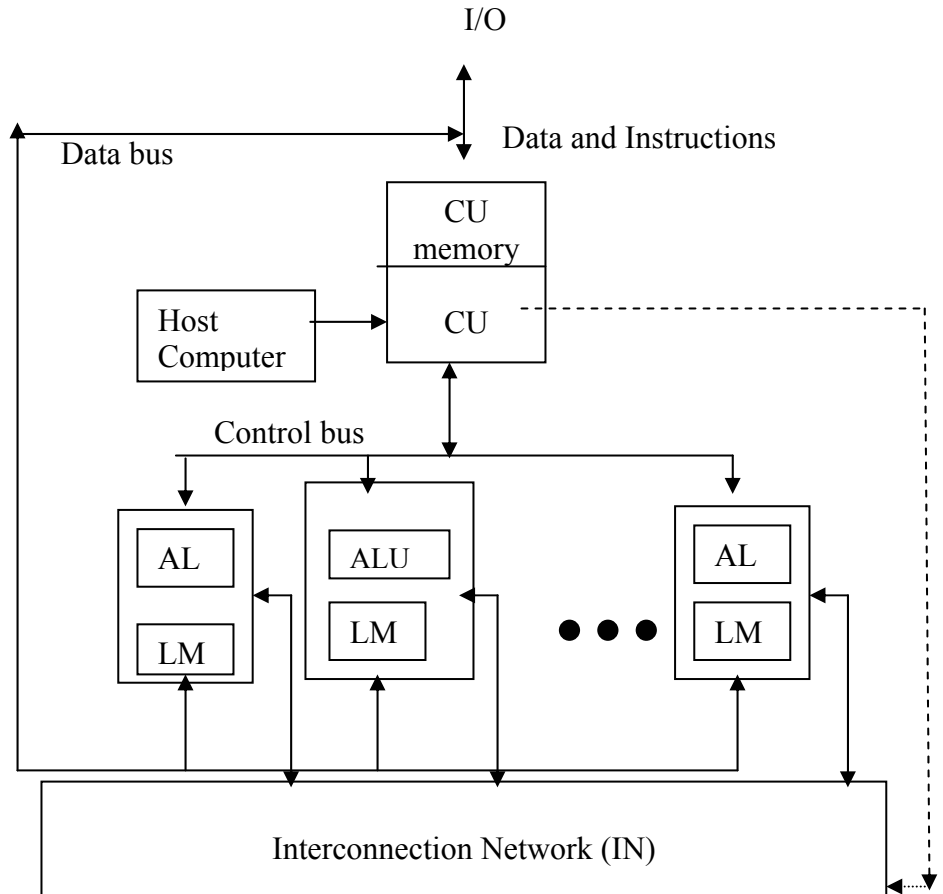 I/O
Data bus
Data and Instructions
CU
memory
CU
Host
Computer
Control bus
AL
LM
ALU
LM
AL
LM
Interconnection Network (IN)